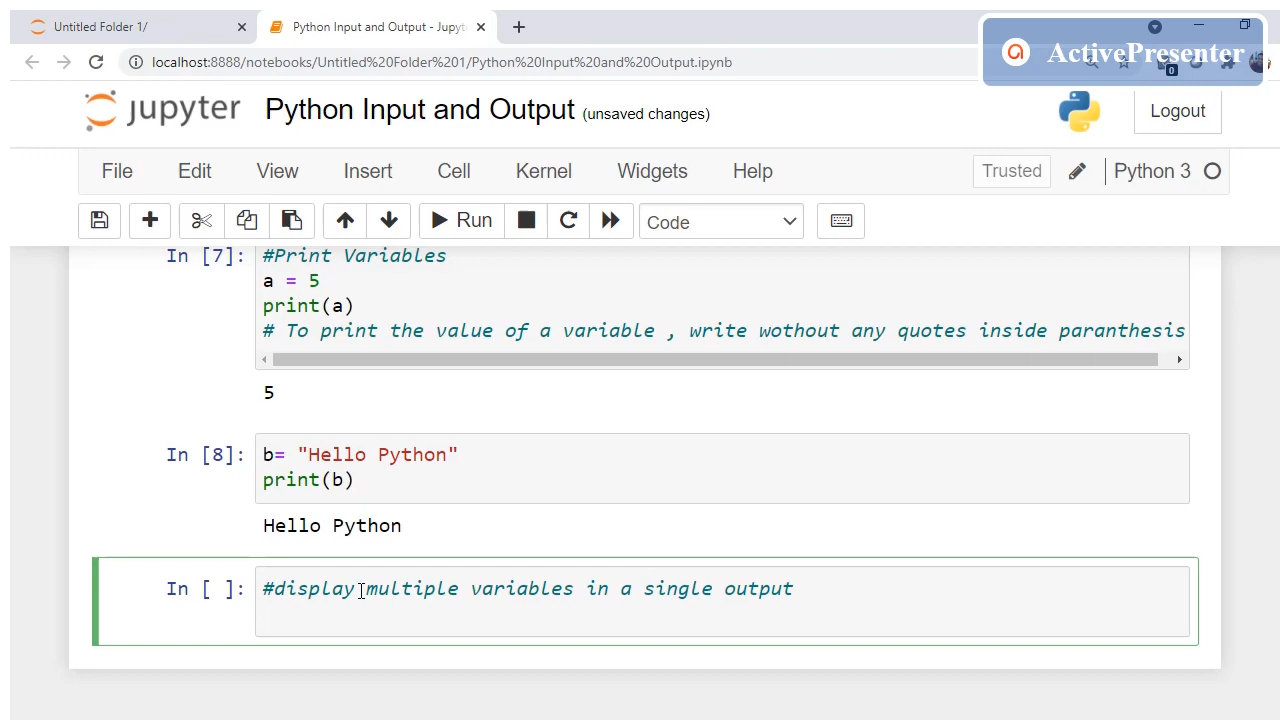 Untitled Folder 1/
Python Input and Output - Jupyte
ActivePresenter
localhost:8888/notebooks/Untitled%20Folder%201/Python%20Input%20and%20Output.ipynb
0
jupyter Python Input and Output (unsaved changes)
Logout
File Edit View Insert Cell Kernel Widgets Help
Trusted Python 3
Run Code
In [7]: #Print Variables
a = 5
print(a)
# To print the value of a variable , write wothout any quotes inside paranthesis
5
In [8]: b= "Hello Python"
print(b)
Hello Python
In [ ]: #display multiple variables in a single output